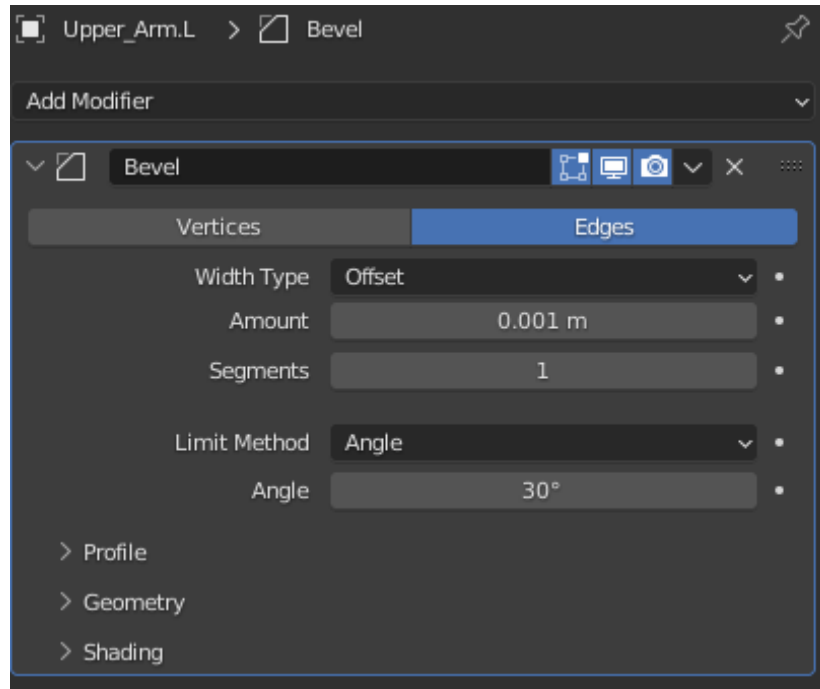 Upper_Arm.L > Bevel
Add Modifier
Bevel
Vertices Edges
Width Type Offset
Amount 0.001 m
Segments 1
Limit Method Angle
Angle 30°
> Profile
> Geometry
> Shading